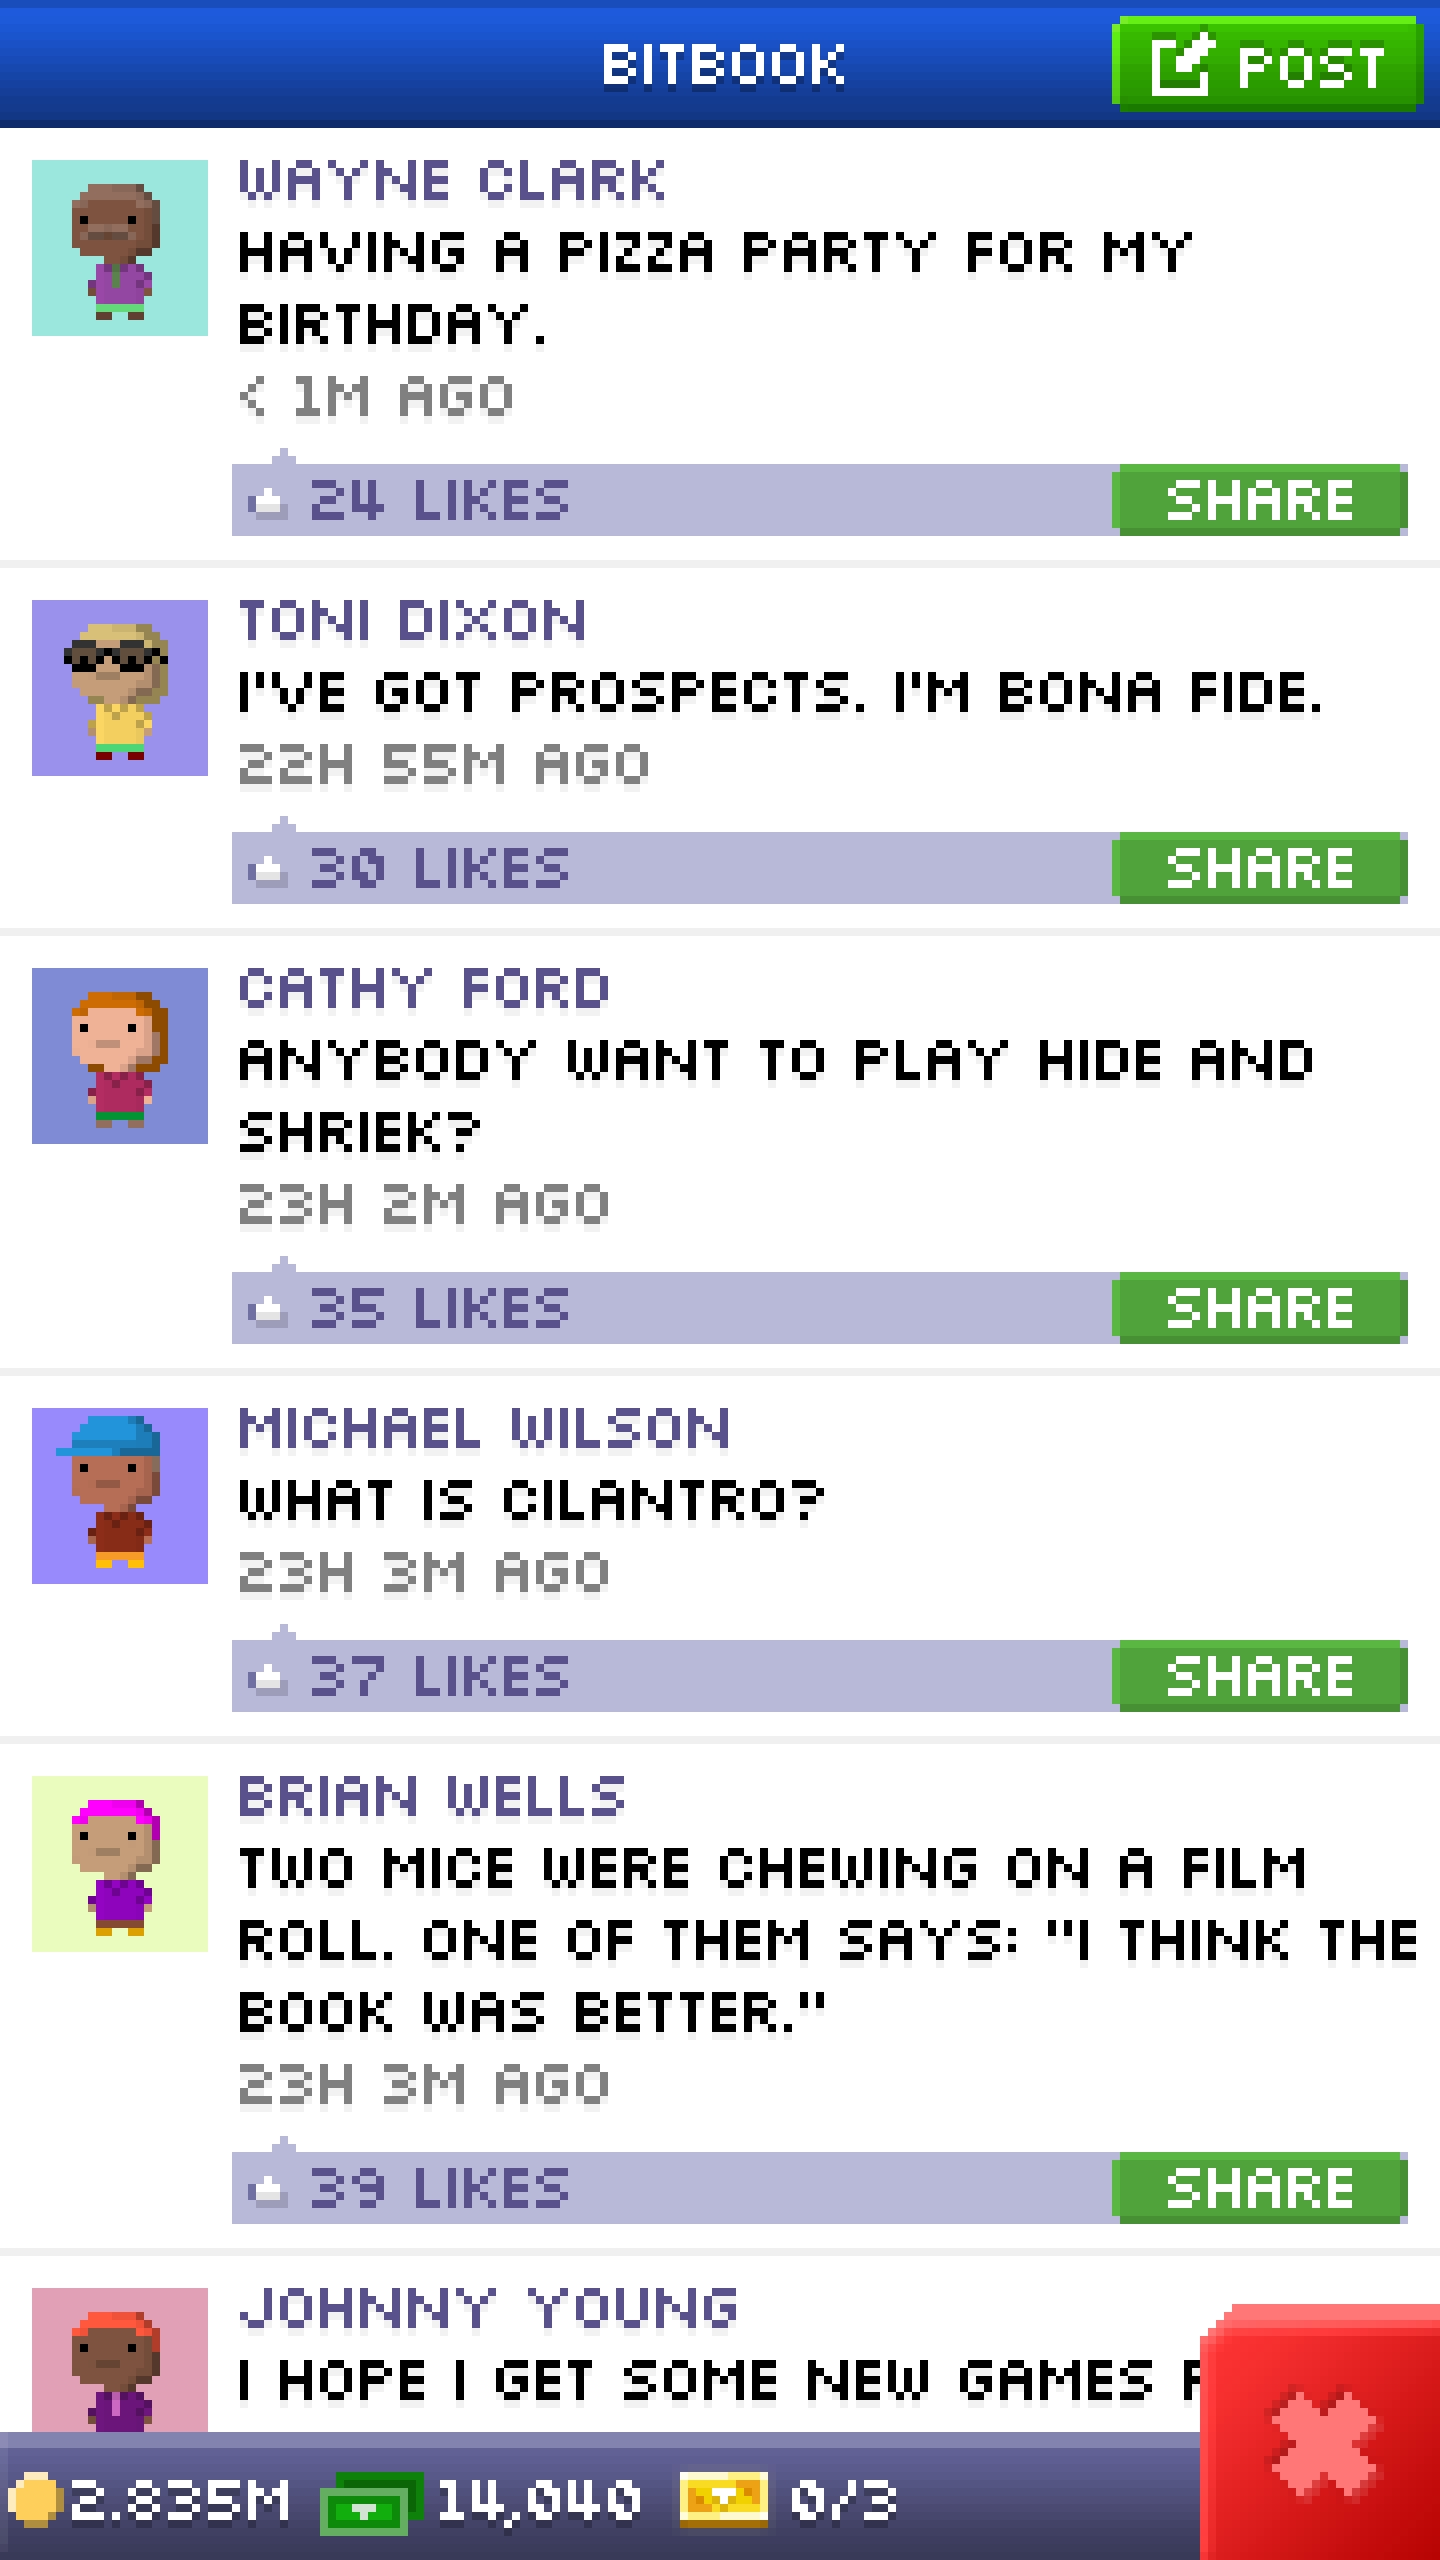 BITBOOK
POST
WAYNE CLARK
HAVING A PIZZA PARTY FOR MY
BIRTHDAY.
< 1M AGO
24 LIKES
SHARE
TONI DIXON
I'VE GOT PROSPECTS. I'M BONA FIDE.
22H 55M AGO
30 LIKES
SHARE
CATHY FORD
ANYBODY WANT TO PLAY HIDE AND
SHRIEK?
23H 2M AGO
35 LIKES
SHARE
MICHAEL WILSON
WHAT IS CILANTRO?
23H 3M AGO
37 LIKES
SHARE
BRIAN WELLS
TWO MICE WERE CHEWING ON A FILM
ROLL. ONE OF THEM SAYS: "I THINK THE
BOOK WAS BETTER."
23H 3M AGO
39 LIKES
SHARE
JOHNNY YOUNG
I HOPE I GET SOME NEW GAMES
2.835M 14,040 0/3